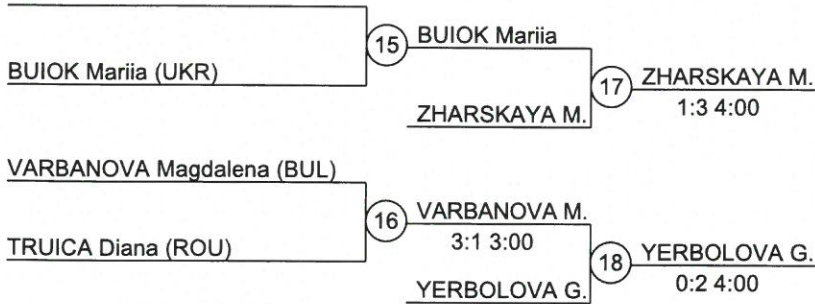 BUIOK Mariia (UKR)
15
BUIOK Mariia
ZHARSKAYA M.
17
ZHARSKAYA M.
1:3 4:00
VARBANOVA Magdalena (BUL)
TRUICA Diana (ROU)
16
VARBANOVA M.
3:1 3:00
YERBOLOVA G.
18
YERBOLOVA G.
0:2 4:00